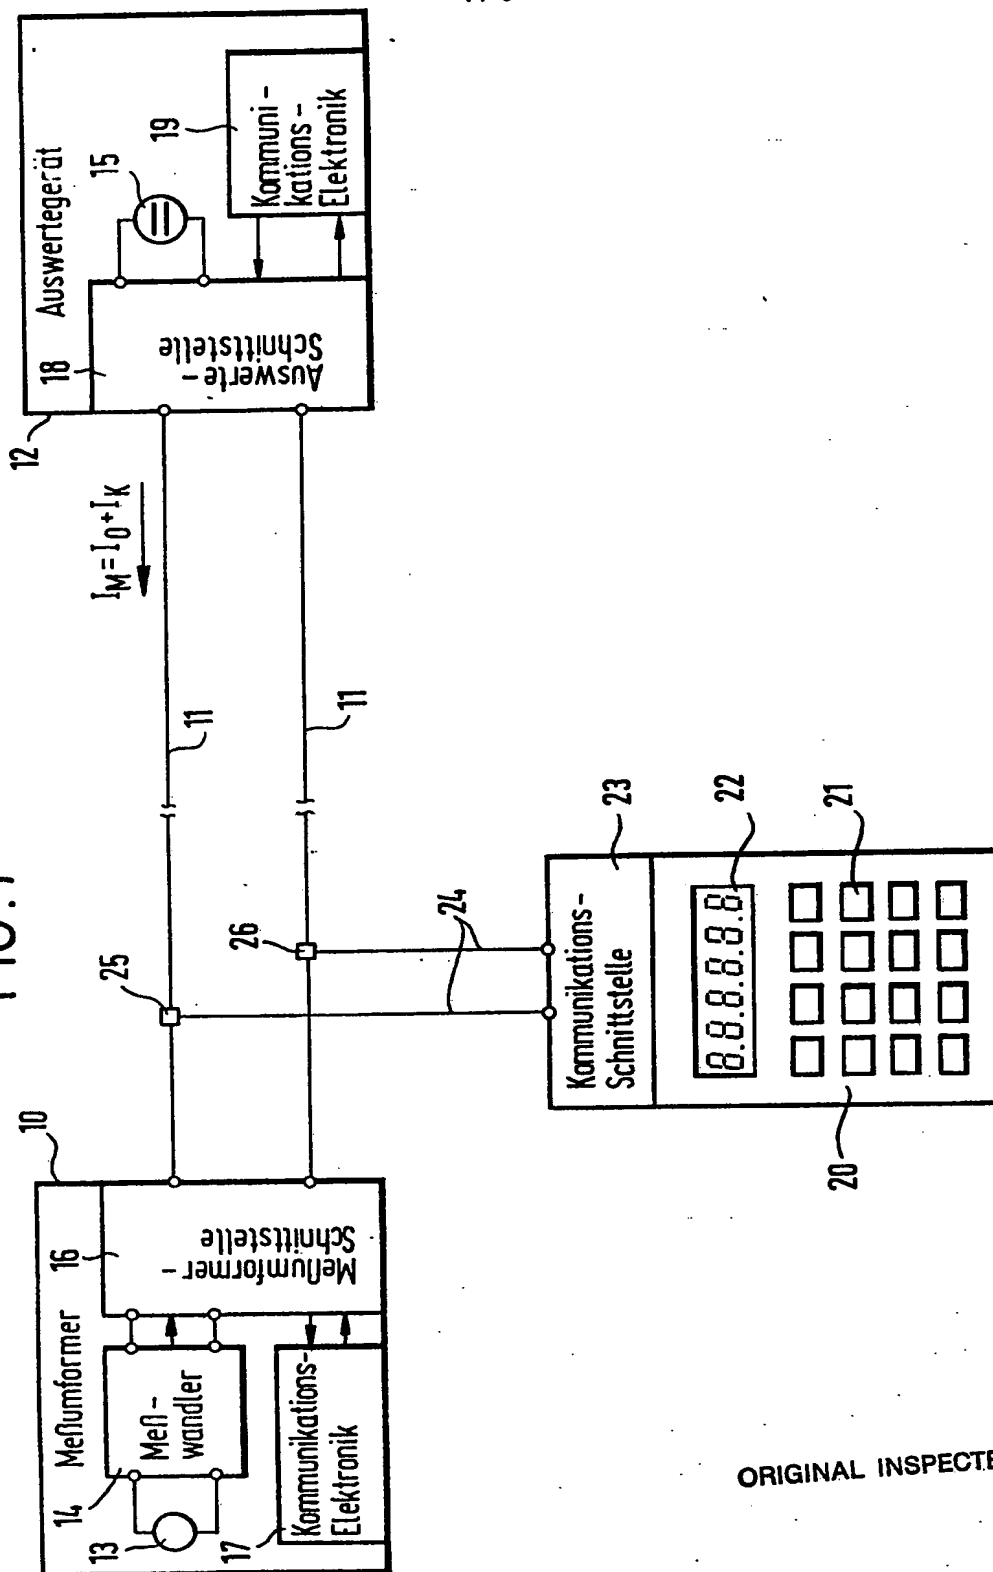 FIG.1
10
Meßumformer
14
Meß-
wandler
13
16
Meßumformer-
Schnittstelle
17
Kommunikations-
Elektronik
25
26
11
11
I_M = I_0 + I_K
12
Auswertegerät
18
Auswerte-
Schnittstelle
15
19
Kommuni-
kations-
Elektronik
24
Kommunikations-
Schnittstelle
23
8.8.8.8.8.8
22
21
20
ORIGINAL INSPECTE